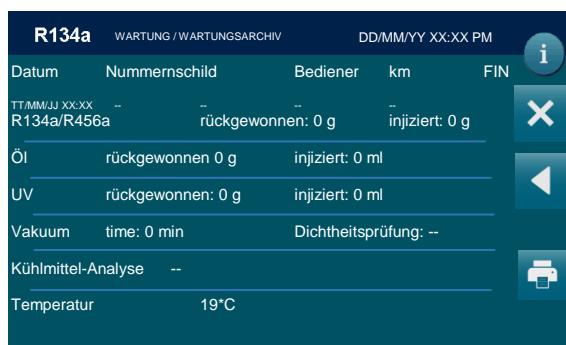 R134a WARTUNG / WARTUNGSARCHIV DD/MM/YY XX:XX PM
i
Datum Nummernschild Bediener km FIN
TT/MM/JJ XX:XX -- -- -- --
R134a/R456a rückgewonnen: 0 g injiziert: 0 g
Öl rückgewonnen 0 g injiziert: 0 ml
UV rückgewonnen: 0 g injiziert: 0 ml
Vakuum time: 0 min Dichtheitsprüfung: --
Kühlmittel-Analyse --
Temperatur 19*C